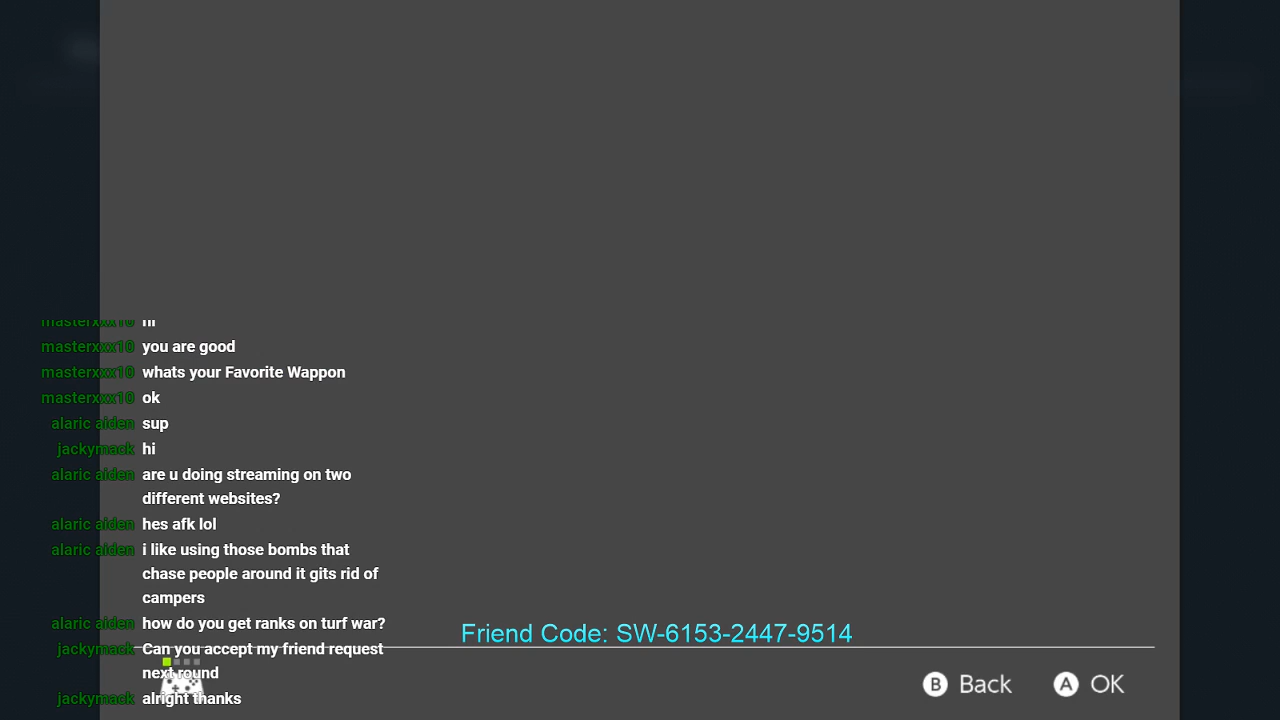 masterxxx10 hi
masterxxx10 you are good
masterxxx10 whats your Favorite Wappon
masterxxx10 ok
alaric aiden sup
jackymack hi
alaric aiden are u doing streaming on two
different websites?
alaric aiden hes afk lol
alaric aiden i like using those bombs that
chase people around it gits rid of
campers
alaric aiden how do you get ranks on turf war?
Friend Code: SW-6153-2447-9514
jackymack Can you accept my friend request
next round
jackymack alright thanks
B Back A OK